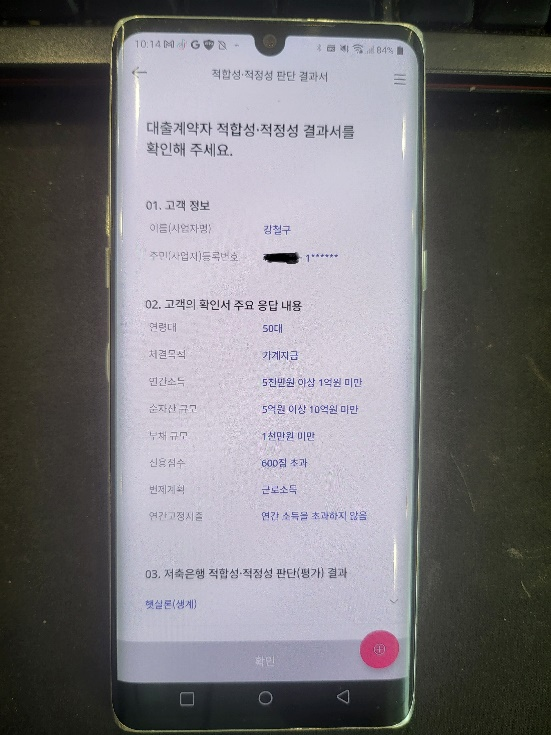 10:14 84%
적합성·적정성 판단 결과서
대출계약자 적합성·적정성 결과서를
확인해 주세요.
01. 고객 정보
이름(사업자명) 강철구
주민(사업자)등록번호 1******
02. 고객의 확인서 주요 응답 내용
연령대 50대
체결목적 가계자금
연간소득 5천만원 이상 1억원 미만
순자산 규모 5억원 이상 10억원 미만
부채 규모 1천만원 미만
신용점수 600점 초과
변제계획 근로소득
연간고정지출 연간 소득을 초과하지 않음
03. 저축은행 적합성·적정성 판단(평가) 결과
햇살론(생계)
확인